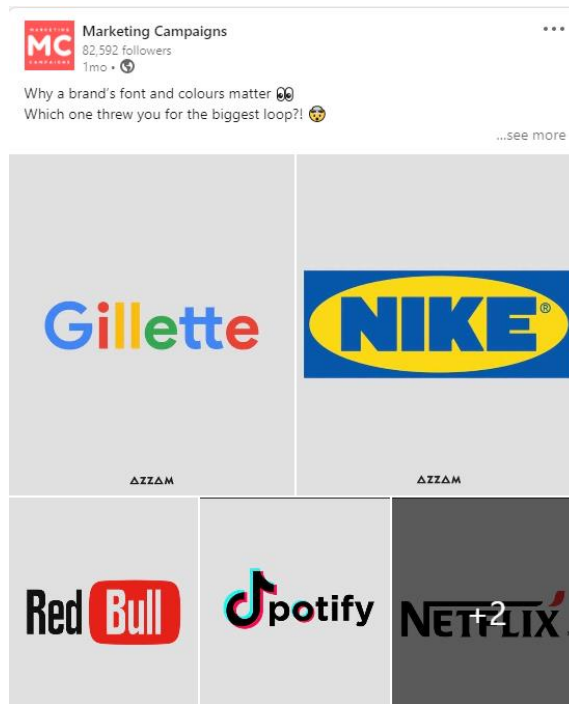 MARKETING
MC
CAMPAIGNS
Marketing Campaigns
82,592 followers
1mo •
Why a brand's font and colours matter 👀
Which one threw you for the biggest loop?! 🤯
...see more
Gillette
NIKE®
AZZAM
AZZAM
Red Bull
potify
NETFLIX
+2